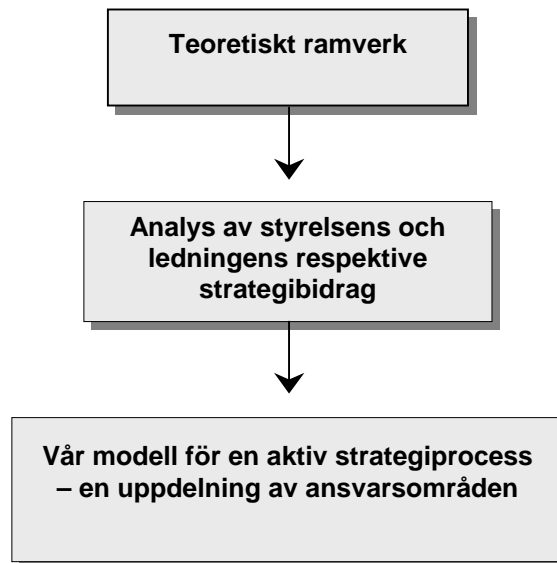 Teoretiskt ramverk
Analys av styrelsens och
ledningens respektive
strategibidrag
Vår modell för en aktiv strategiprocess
– en uppdelning av ansvarsområden